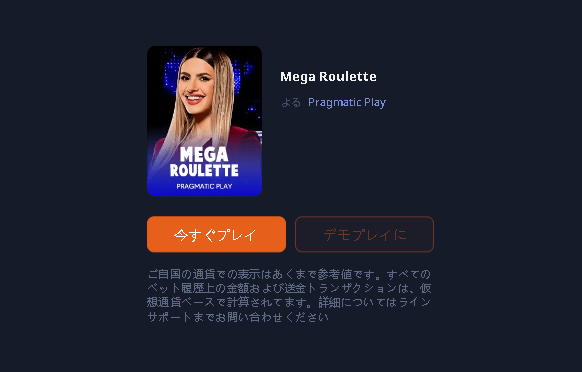 Mega Roulette
よる Pragmatic Play
MEGA
ROULETTE
PRAGMATIC PLAY
今すぐプレイ
デモプレイに
ご自国の通貨での表示はあくまで参考値です。すべての
ベット履歴上の金額および送金トランザクションは、仮
想通貨ベースで計算されてます。詳細についてはライン
サポートまでお問い合わせください